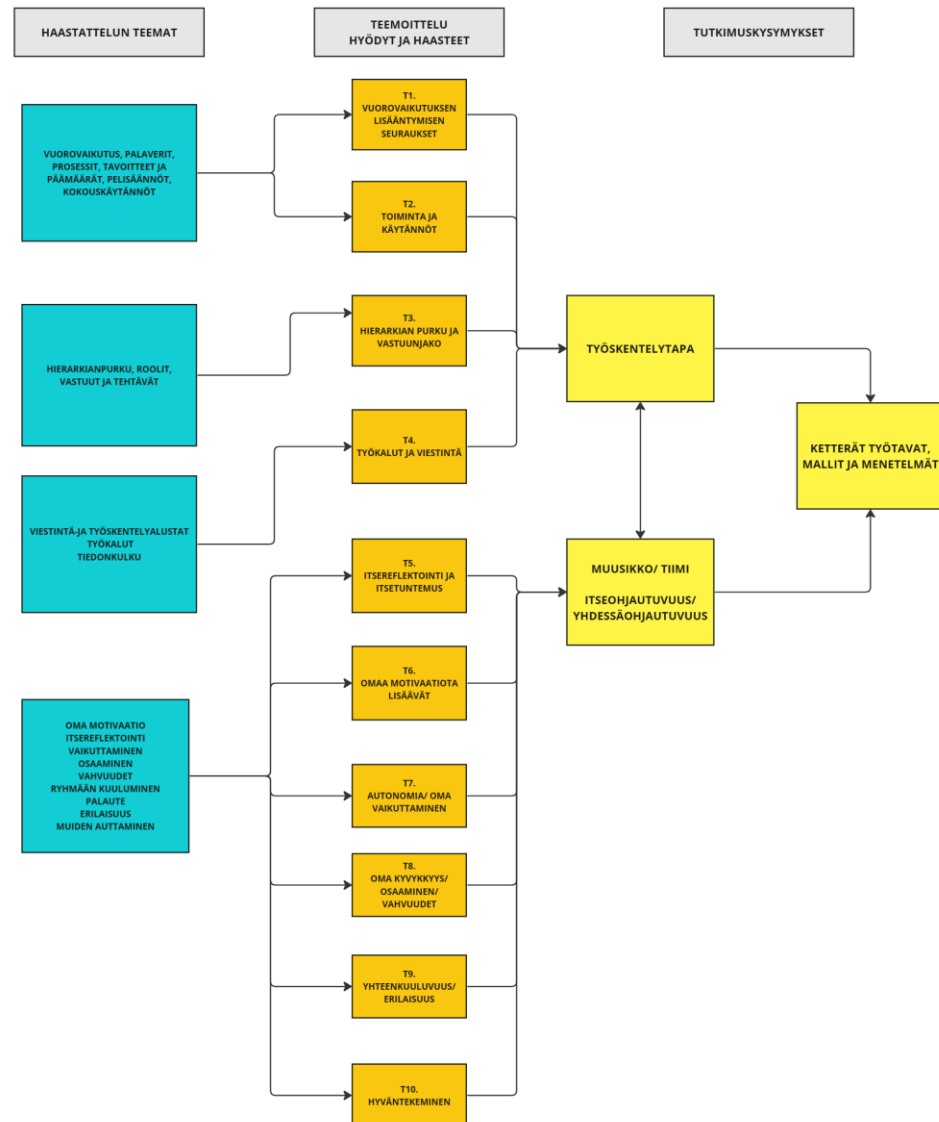 HAASTATTELUN TEEMAT
TEEMOITTELU
HYÖDYT JA HAASTEET
TUTKIMUSKYSYMYKSET
VUOROVAIKUTUS, PALAVERIT,
PROSESSIT, TAVOITTEET JA
PÄÄMÄÄRÄT, PELISÄÄNNÖT,
KOKOUSKÄYTÄNNÖT
HIERARKIANPURKU, ROOLIT,
VASTUUT JA TEHTÄVÄT
VIESTINTÄ-JA TYÖSKENTELYALUSTAT
TYÖKALUT
TIEDONKULKU
OMA MOTIVAATIO
ITSEREFLEKTOINTI
VAIKUTTAMINEN
OSAAMINEN
VAHVUUDET
RYHMÄÄN KUULUMINEN
PALAUTE
ERILAISUUS
MUIDEN AUTTAMINEN
T1.
VUOROVAIKUTUKSEN
LISÄÄNTYMISEN
SEURAUKSET
T2.
TOIMINTA JA
KÄYTÄNNÖT
T3.
HIERARKIAN PURKU JA
VASTUUNJAKO
T4.
TYÖKALUT JA VIESTINTÄ
T5.
ITSEREFLEKTOINTI JA
ITSETUNTEMUS
T6.
OMAA MOTIVAATIOTA
LISÄÄVÄT
T7.
AUTONOMIA/ OMA
VAIKUTTAMINEN
T8.
OMA KYVYKKYYS/
OSAAMINEN/
VAHVUUDET
T9.
YHTEENKUULUVUUS/
ERILAISUUS
T10.
HYVÄNTEKEMINEN
TYÖSKENTELYTAPA
MUUSIKKO/ TIIMI
ITSEOHJAUTUVUUS/
YHDESSÄOHJAUTUVUUS
KETTERÄT TYÖTAVAT,
MALLIT JA MENETELMÄT